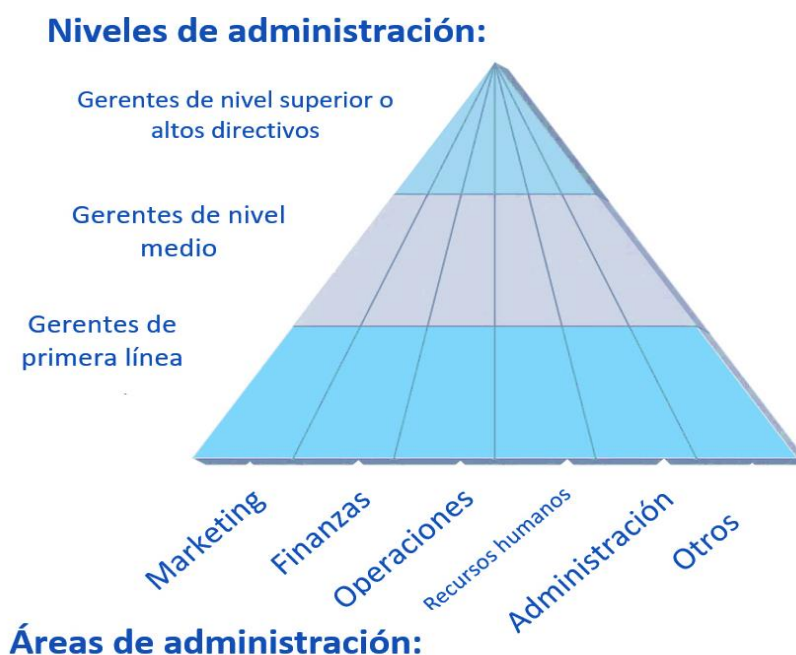 Niveles de administración:
Gerentes de nivel superior o
altos directivos
Gerentes de nivel
medio
Gerentes de
primera línea
Marketing
Finanzas
Operaciones
Recursos humanos
Administración
Otros
Áreas de administración: